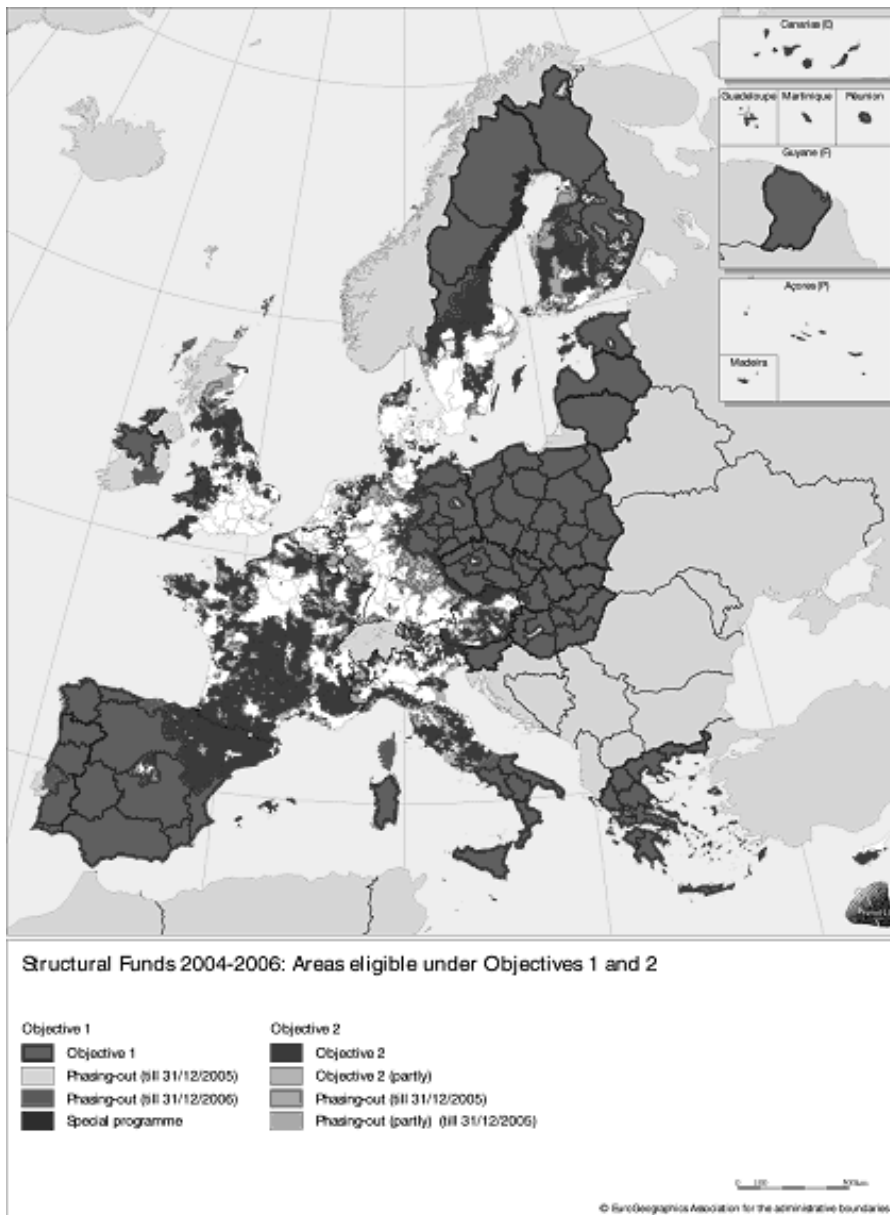 Canarias (E)
Guadeloupe Martinique Réunion
Guyane (F)
Açores (P)
Madeira
Structural Funds 2004-2006: Areas eligible under Objectives 1 and 2
Objective 1
Objective 1
Phasing-out (till 31/12/2005)
Phasing-out (till 31/12/2006)
Special programme
Objective 2
Objective 2
Objective 2 (partly)
Phasing-out (till 31/12/2005)
Phasing-out (partly) (till 31/12/2005)
0
© EuroGeographics Association for the administrative boundaries